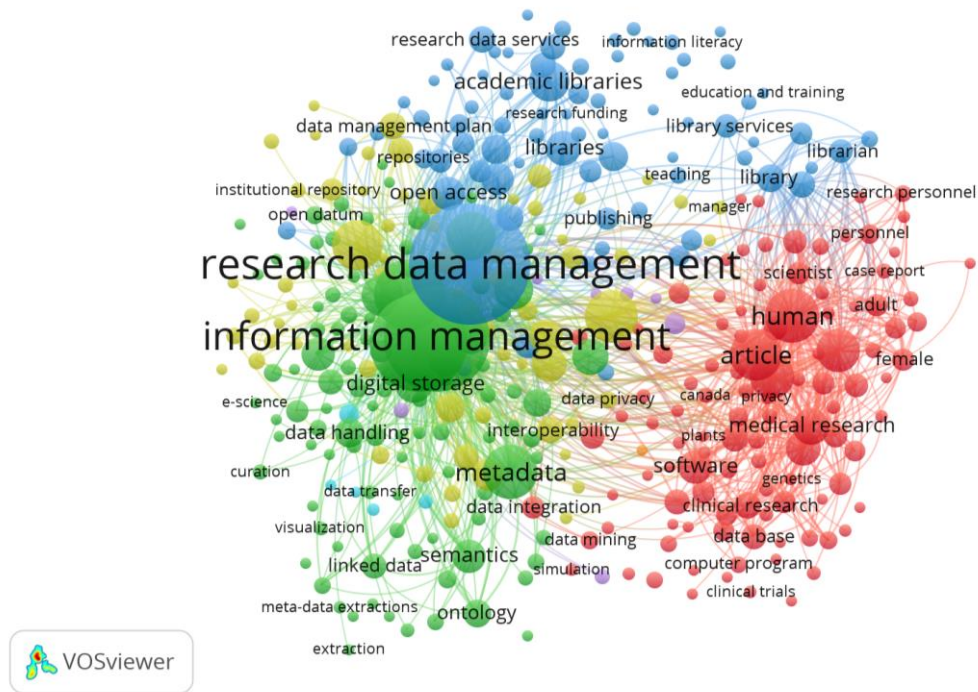 research data services
information literacy
academic libraries
education and training
research funding
data management plan
library services
libraries
repositories
librarian
teaching
library
institutional repository
open access
research personnel
open datum
publishing
manager
personnel
research data management
scientist
case report
adult
human
information management
article
female
digital storage
data privacy
canada
privacy
e-science
data handling
interoperability
plants
medical research
curation
metadata
software
genetics
data transfer
data integration
clinical research
visualization
data mining
data base
linked data
semantics
simulation
computer program
clinical trials
meta-data extractions
ontology
extraction
VOSviewer